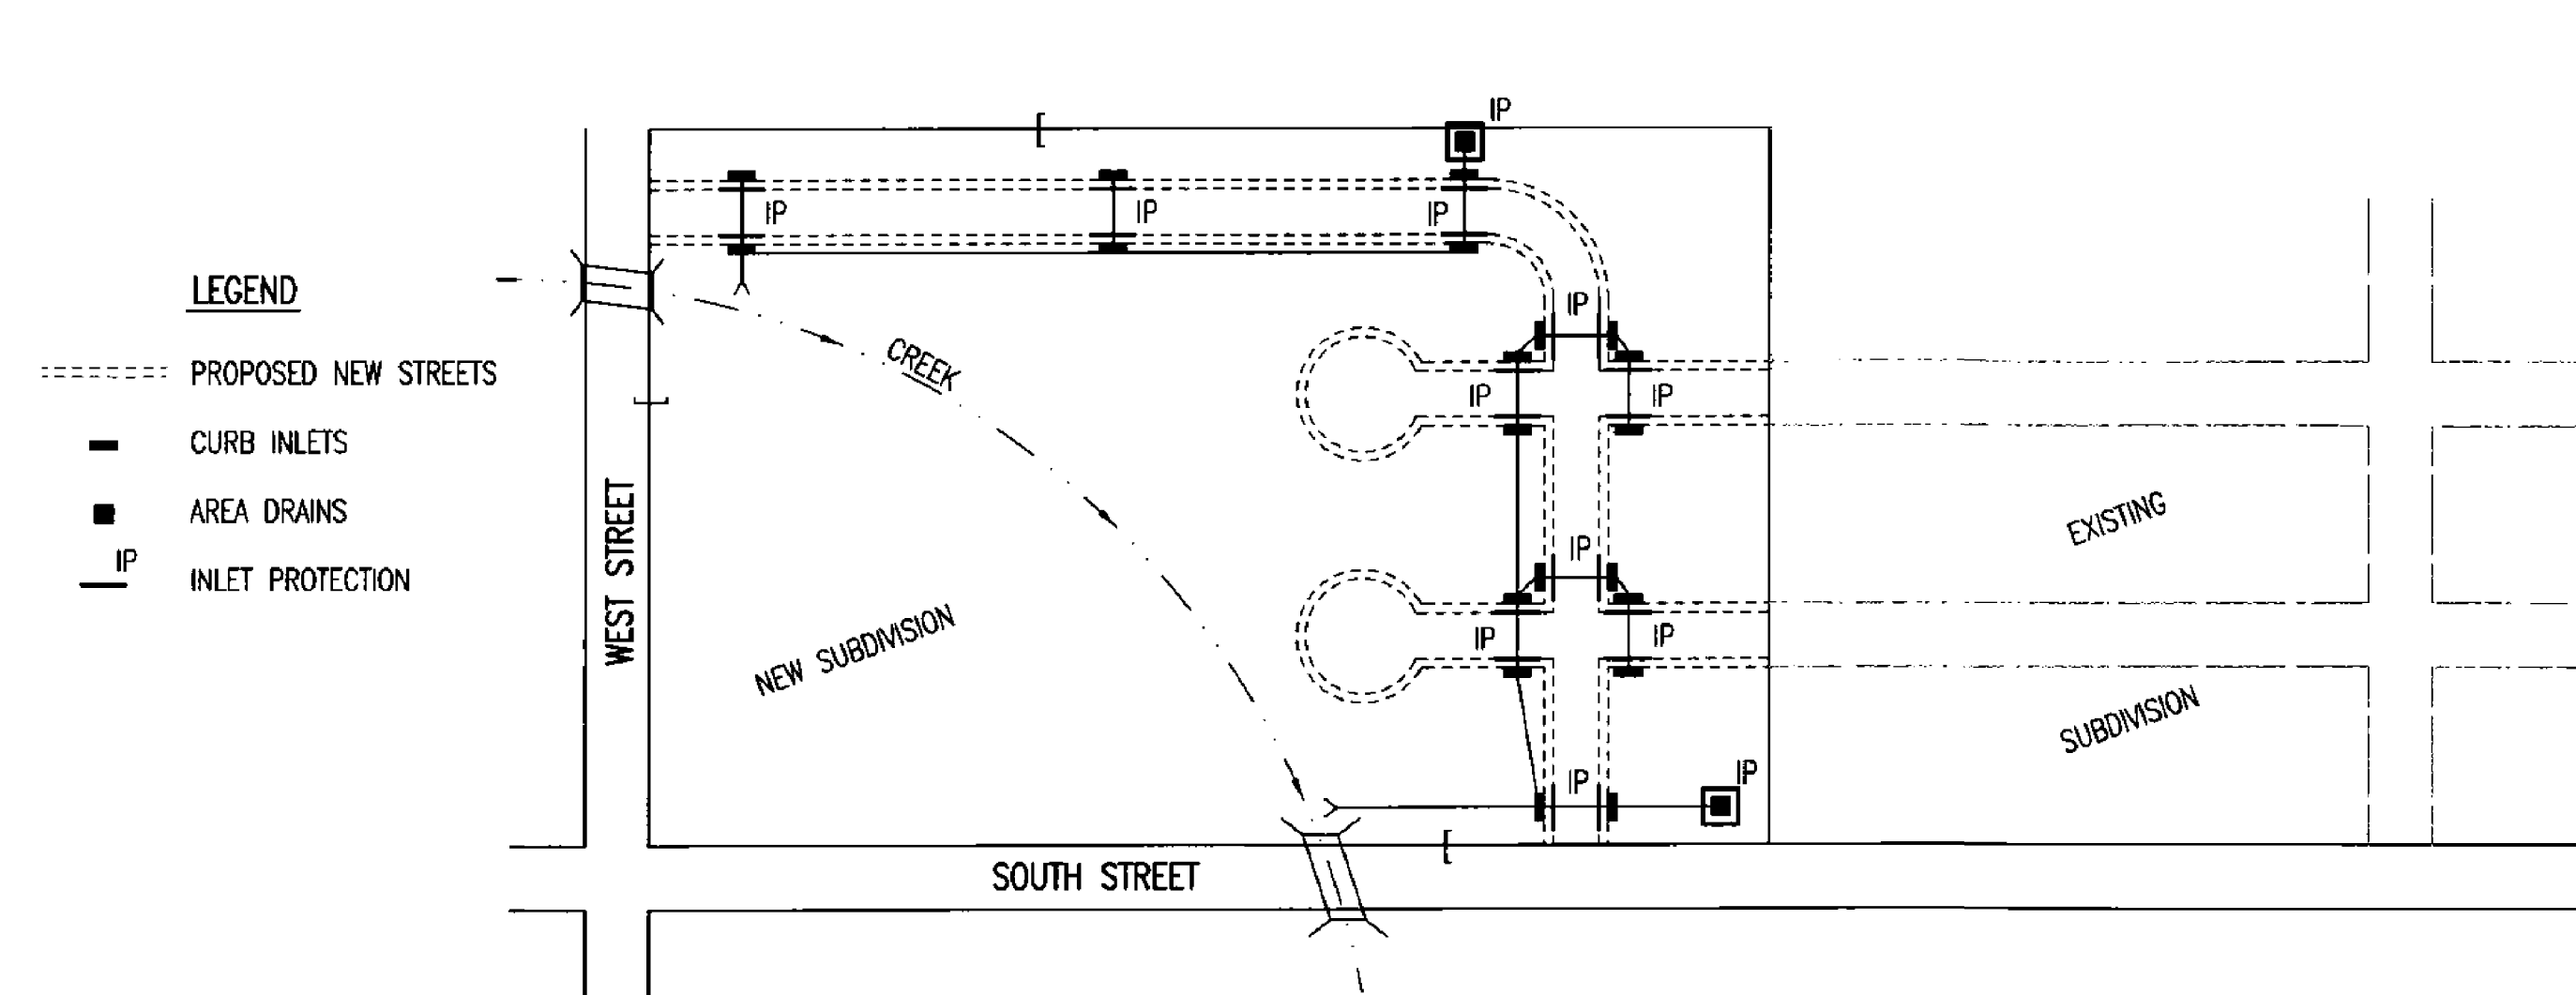 IP
IP
IP
IP
LEGEND
IP
PROPOSED NEW STREETS
CREEK
IP
IP
CURB INLETS
AREA DRAINS
EXISTING
IP
INLET PROTECTION
WEST STREET
IP
NEW SUBDIVISION
IP
IP
SUBDIVISION
IP
IP
SOUTH STREET